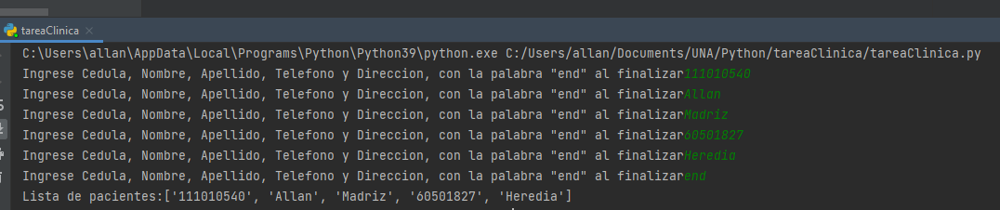 tareaClinica
C:\Users\allan\AppData\Local\Programs\Python\Python39\python.exe C:/Users/allan/Documents/UNA/Python/tareaClinica/tareaClinica.py
Ingrese Cedula, Nombre, Apellido, Telefono y Direccion, con la palabra "end" al finalizar111010540
Ingrese Cedula, Nombre, Apellido, Telefono y Direccion, con la palabra "end" al finalizarAllan
Ingrese Cedula, Nombre, Apellido, Telefono y Direccion, con la palabra "end" al finalizarMadriz
Ingrese Cedula, Nombre, Apellido, Telefono y Direccion, con la palabra "end" al finalizar60501827
Ingrese Cedula, Nombre, Apellido, Telefono y Direccion, con la palabra "end" al finalizarHeredia
Ingrese Cedula, Nombre, Apellido, Telefono y Direccion, con la palabra "end" al finalizarend
Lista de pacientes:['111010540', 'Allan', 'Madriz', '60501827', 'Heredia']